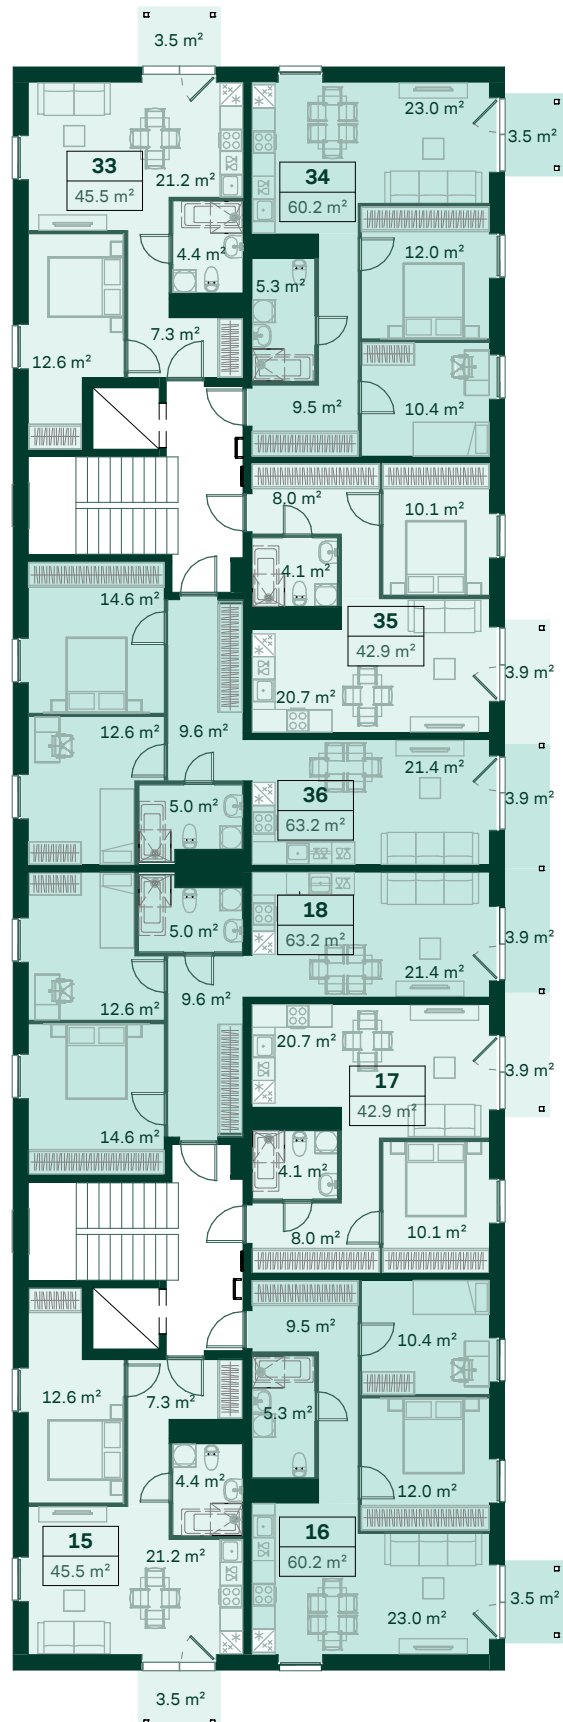 3.5 m²
23.0 m²
3.5 m²
33
45.5 m²
21.2 m²
34
60.2 m²
4.4 m²
12.0 m²
5.3 m²
7.3 m²
12.6 m²
9.5 m²
10.4 m²
8.0 m²
10.1 m²
4.1 m²
14.6 m²
35
42.9 m²
3.9 m²
20.7 m²
12.6 m²
9.6 m²
21.4 m²
36
63.2 m²
5.0 m²
3.9 m²
18
63.2 m²
5.0 m²
3.9 m²
21.4 m²
12.6 m²
9.6 m²
20.7 m²
3.9 m²
17
42.9 m²
14.6 m²
4.1 m²
8.0 m²
10.1 m²
9.5 m²
10.4 m²
12.6 m²
7.3 m²
5.3 m²
4.4 m²
12.0 m²
15
45.5 m²
21.2 m²
16
60.2 m²
3.5 m²
23.0 m²
3.5 m²